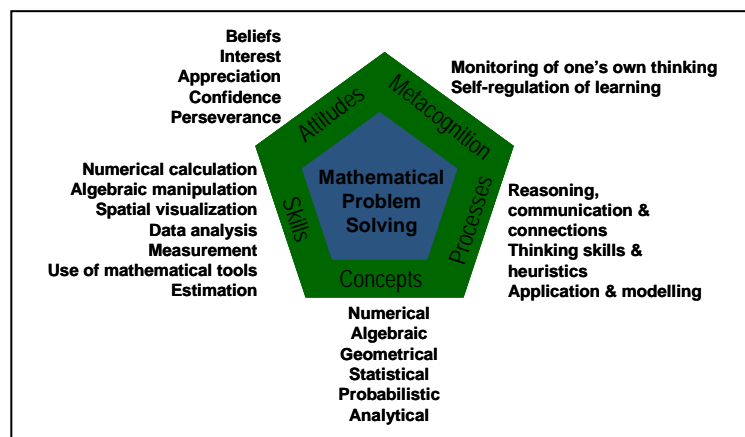 Beliefs
Interest
Appreciation
Confidence
Perseverance
Monitoring of one's own thinking
Self-regulation of learning
Attitudes
Metacognition
Numerical calculation
Algebraic manipulation
Spatial visualization
Data analysis
Measurement
Use of mathematical tools
Estimation
Skills
Mathematical
Problem
Solving
Processes
Reasoning,
communication &
connections
Thinking skills &
heuristics
Application & modelling
Concepts
Numerical
Algebraic
Geometrical
Statistical
Probabilistic
Analytical